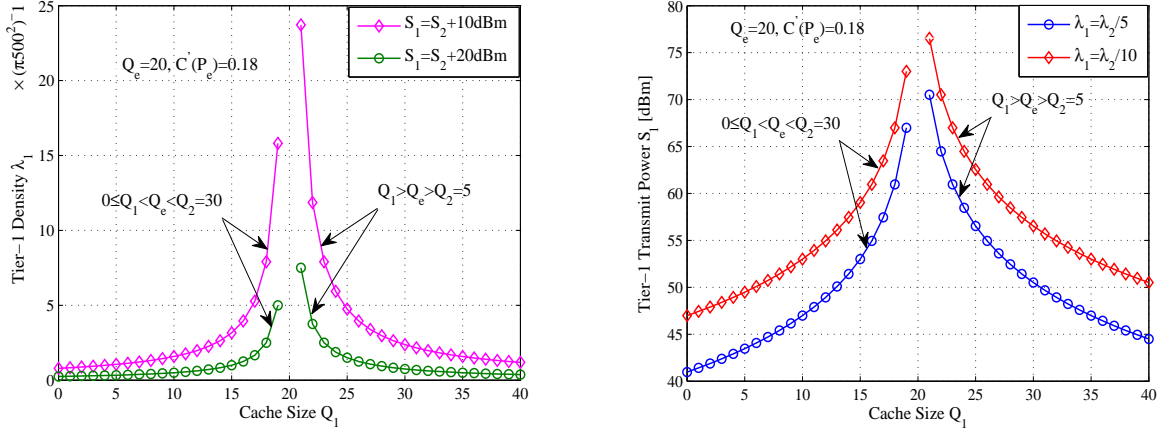 25
20
15
10
5
0
× (π500²)⁻1
Tier−1 Density λ₁
Qₑ=20, C'(Pₑ)=0.18
S₁=S₂+10dBm
S₁=S₂+20dBm
0≤Q₁<Qₑ<Q₂=30
Q₁>Qₑ>Q₂=5
0 5 10 15 20 25 30 35 40
Cache Size Q₁
80
75
70
65
60
55
50
45
40
Tier−1 Transmit Power S₁ [dBm]
Qₑ=20, C'(Pₑ)=0.18
λ₁=λ₂/5
λ₁=λ₂/10
0≤Q₁<Qₑ<Q₂=30
Q₁>Qₑ>Q₂=5
0 5 10 15 20 25 30 35 40
Cache Size Q₁